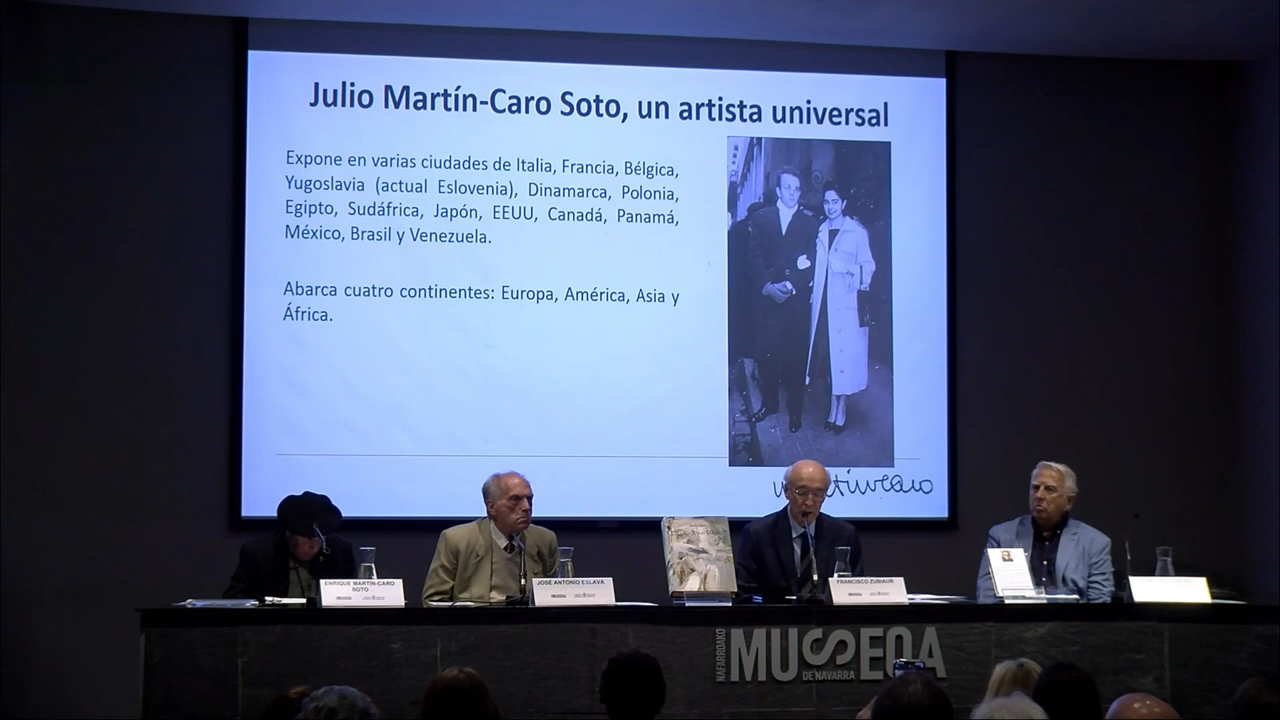 Julio Martín-Caro Soto, un artista universal
Expone en varias ciudades de Italia, Francia, Bélgica,
Yugoslavia (actual Eslovenia), Dinamarca, Polonia,
Egipto, Sudáfrica, Japón, EEUU, Canadá, Panamá,
México, Brasil y Venezuela.
Abarca cuatro continentes: Europa, América, Asia y
África.
ENRIQUE MARTÍN-CARO
SOTO
JOSÉ ANTONIO ESLAVA
FRANCISCO ZUBIAUR
NAFARROAKO
MUSEOA
DE NAVARRA